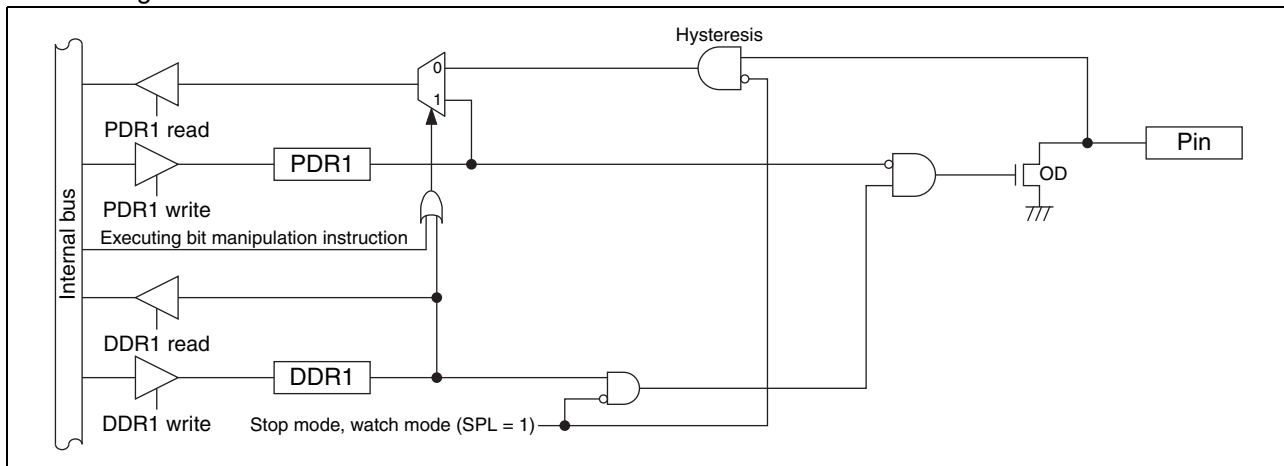 Hysteresis
0
1
PDR1 read
PDR1
Pin
OD
PDR1 write
Executing bit manipulation instruction
Internal bus
DDR1 read
DDR1
DDR1 write
Stop mode, watch mode (SPL = 1)